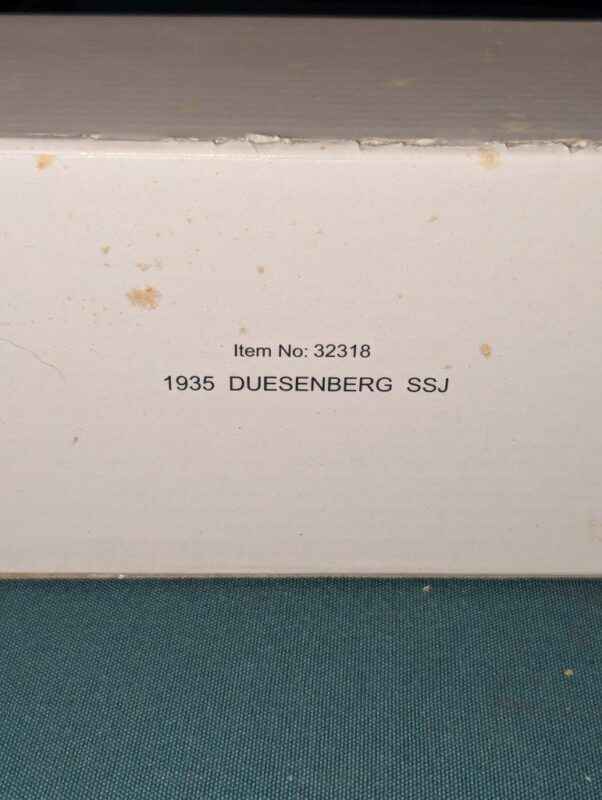 Item No: 32318
1935 DUESENBERG SSJ